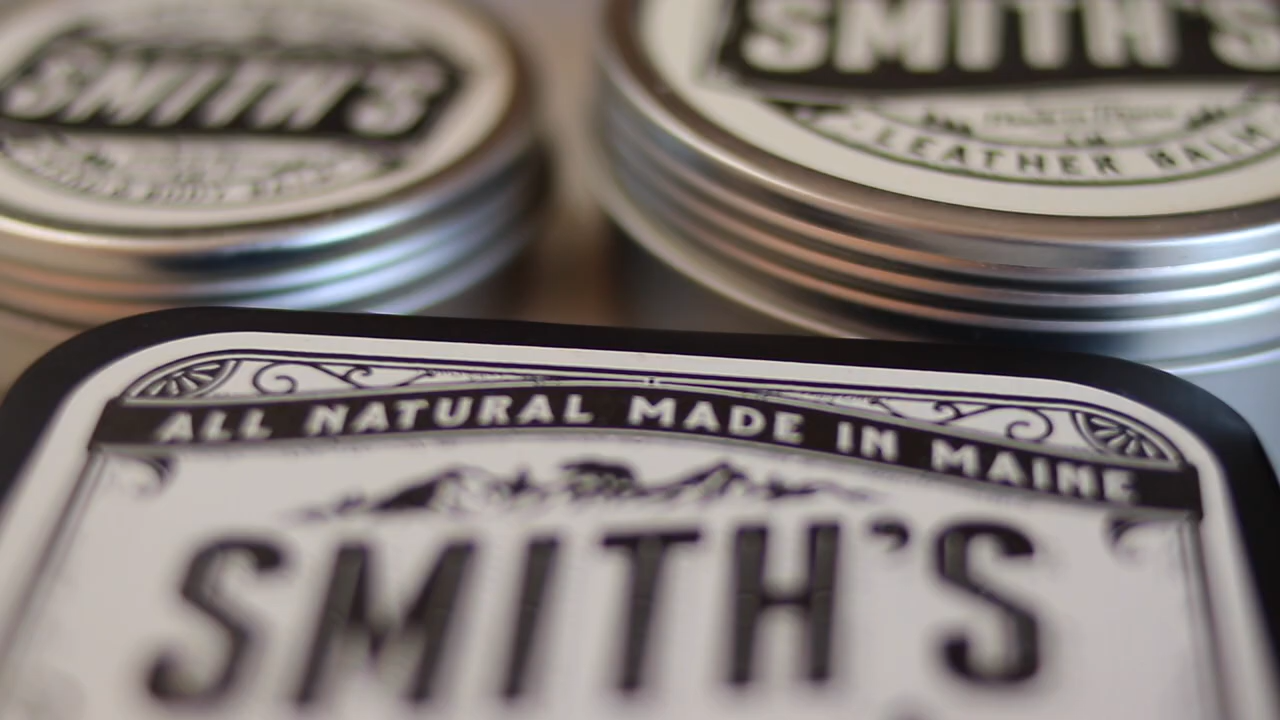 SMITH'S
SMITH'S
LEATHER BALM
ALL NATURAL MADE IN MAINE
SMITH'S